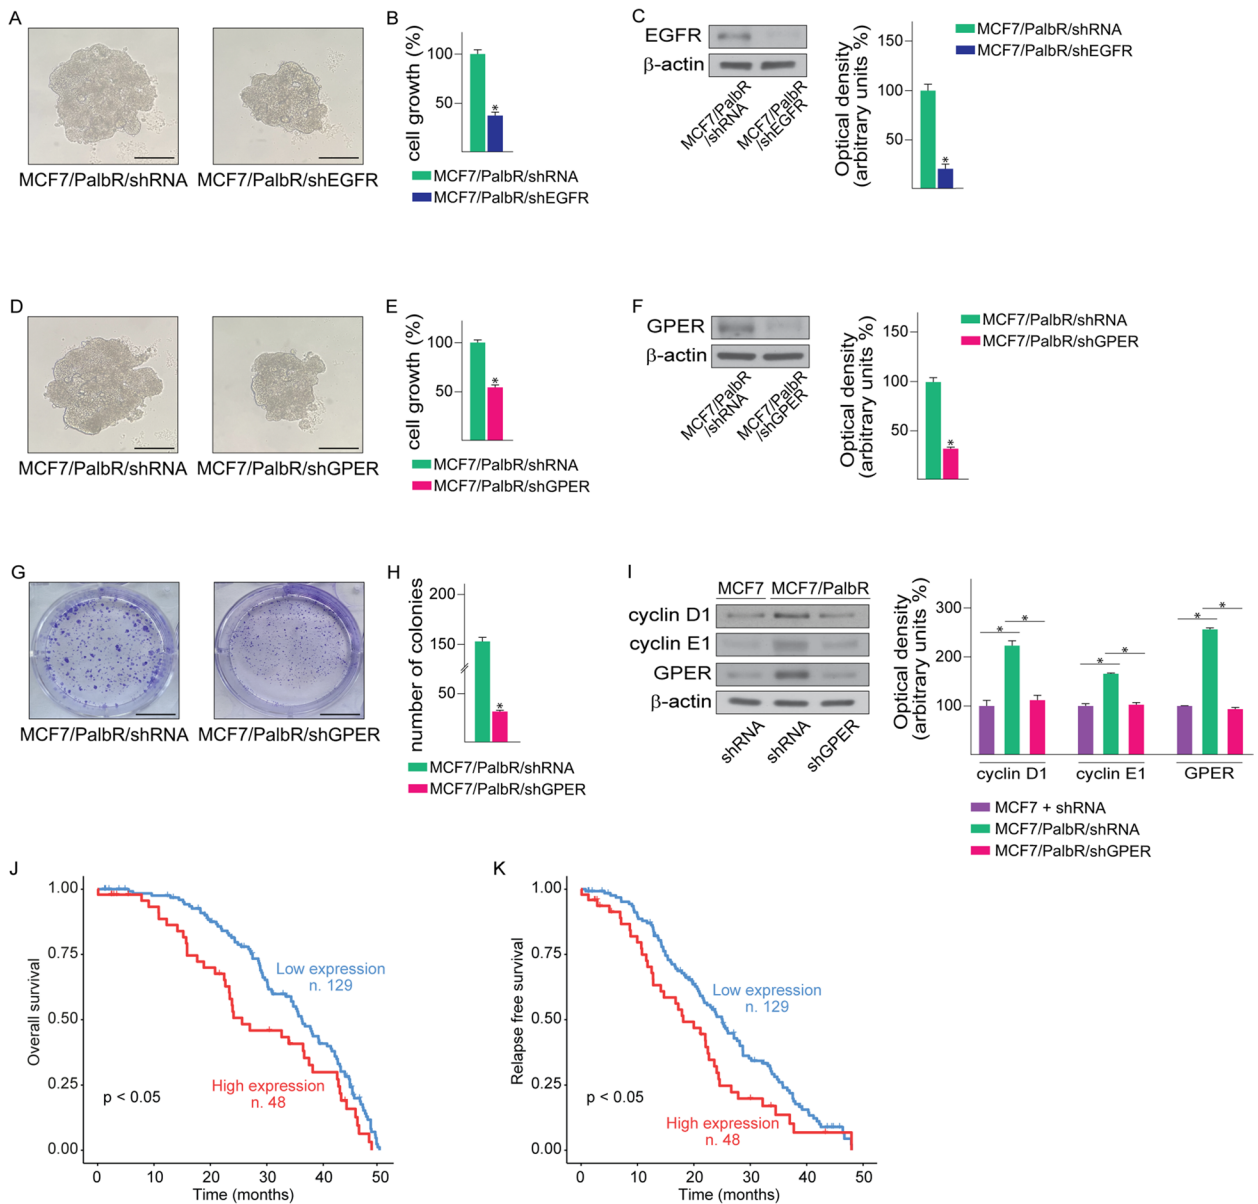 A
MCF7/PalbR/shRNA
MCF7/PalbR/shEGFR
B
cell growth (%)
100
50
*
MCF7/PalbR/shRNA
MCF7/PalbR/shEGFR
C
EGFR
β-actin
MCF7/PalbR
/shRNA
MCF7/PalbR
/shEGFR
Optical density
(arbitrary units %)
150
100
50
*
MCF7/PalbR/shRNA
MCF7/PalbR/shEGFR
D
MCF7/PalbR/shRNA
MCF7/PalbR/shGPER
E
cell growth (%)
100
50
*
MCF7/PalbR/shRNA
MCF7/PalbR/shGPER
F
GPER
β-actin
MCF7/PalbR
/shRNA
MCF7/PalbR
/shGPER
Optical density
(arbitrary units %)
150
100
50
*
MCF7/PalbR/shRNA
MCF7/PalbR/shGPER
G
MCF7/PalbR/shRNA
MCF7/PalbR/shGPER
H
number of colonies
200
150
50
*
MCF7/PalbR/shRNA
MCF7/PalbR/shGPER
I
MCF7 MCF7/PalbR
cyclin D1
cyclin E1
GPER
β-actin
shRNA
shRNA
shGPER
Optical density
(arbitrary units %)
300
200
100
* *
* *
* *
cyclin D1 cyclin E1 GPER
MCF7 + shRNA
MCF7/PalbR/shRNA
MCF7/PalbR/shGPER
J
Overall survival
1.00
0.75
0.50
0.25
0.00
Low expression
n. 129
High expression
n. 48
p < 0.05
0 10 20 30 40 50
Time (months)
K
Relapse free survival
1.00
0.75
0.50
0.25
0.00
Low expression
n. 129
High expression
n. 48
p < 0.05
0 10 20 30 40 50
Time (months)